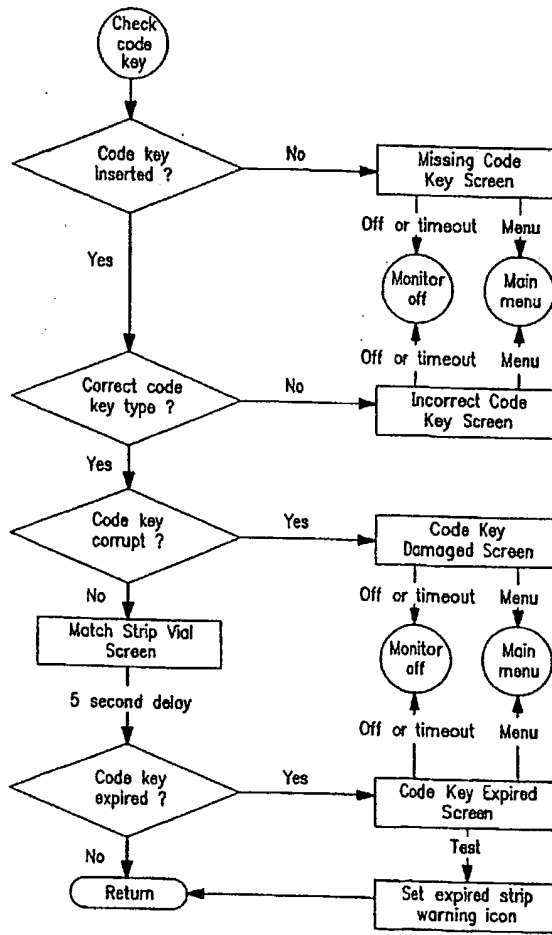 Check
code
key
Code key
inserted ?
No
Missing Code
Key Screen
Off or timeout
Menu
Yes
Monitor
off
Main
menu
Off or timeout
Menu
Correct code
key type ?
No
Incorrect Code
Key Screen
Yes
Code key
corrupt ?
Yes
Code Key
Damaged Screen
No
Off or timeout
Menu
Match Strip Vial
Screen
Monitor
off
Main
menu
5 second delay
Off or timeout
Menu
Code key
expired ?
Yes
Code Key Expired
Screen
No
Test
Return
Set expired strip
warning icon